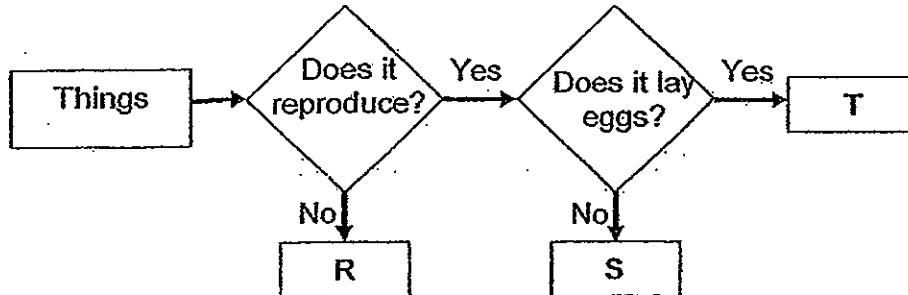 Things
Does it
reproduce?
Yes
Does it lay
eggs?
Yes
T
No
R
No
S